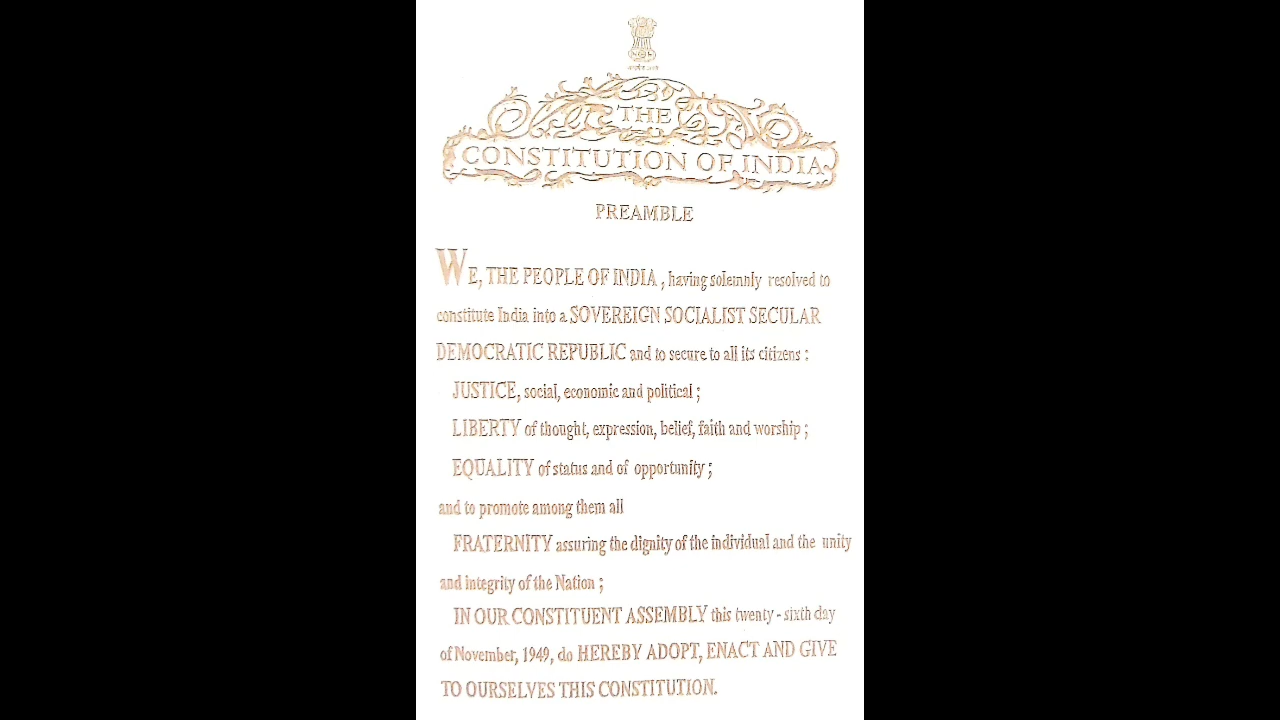 THE
CONSTITUTION OF INDIA
PREAMBLE
WE, THE PEOPLE OF INDIA , having solemnly resolved to
constitute India into a SOVEREIGN SOCIALIST SECULAR
DEMOCRATIC REPUBLIC and to secure to all its citizens :
JUSTICE, social, economic and political ;
LIBERTY of thought, expression, belief, faith and worship ;
EQUALITY of status and of opportunity ;
and to promote among them all
FRATERNITY assuring the dignity of the individual and the unity
and integrity of the Nation ;
IN OUR CONSTITUENT ASSEMBLY this twenty - sixth day
of November, 1949, do HEREBY ADOPT, ENACT AND GIVE
TO OURSELVES THIS CONSTITUTION.